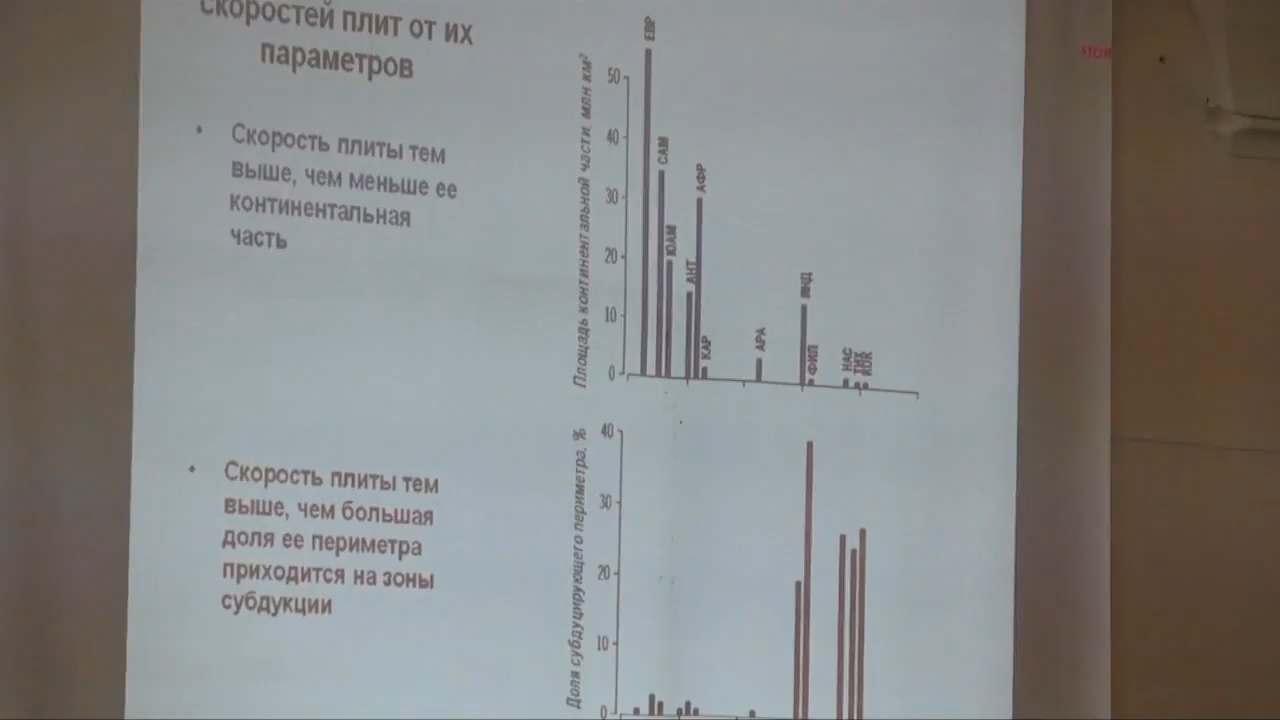 скоростей плит от их
параметров
• Скорость плиты тем
выше, чем меньше ее
континентальная
часть
• Скорость плиты тем
выше, чем большая
доля ее периметра
приходится на зоны
субдукции
Площадь континентальной части, млн км²
50
40
30
20
10
0
ЕВР
САМ
ЮАМ
АНТ
АФР
КАР
АРА
ИНД
ФИЛ
НАС
ТИХ
КОК
Доля субдуцирующего периметра, %
40
30
20
10
0